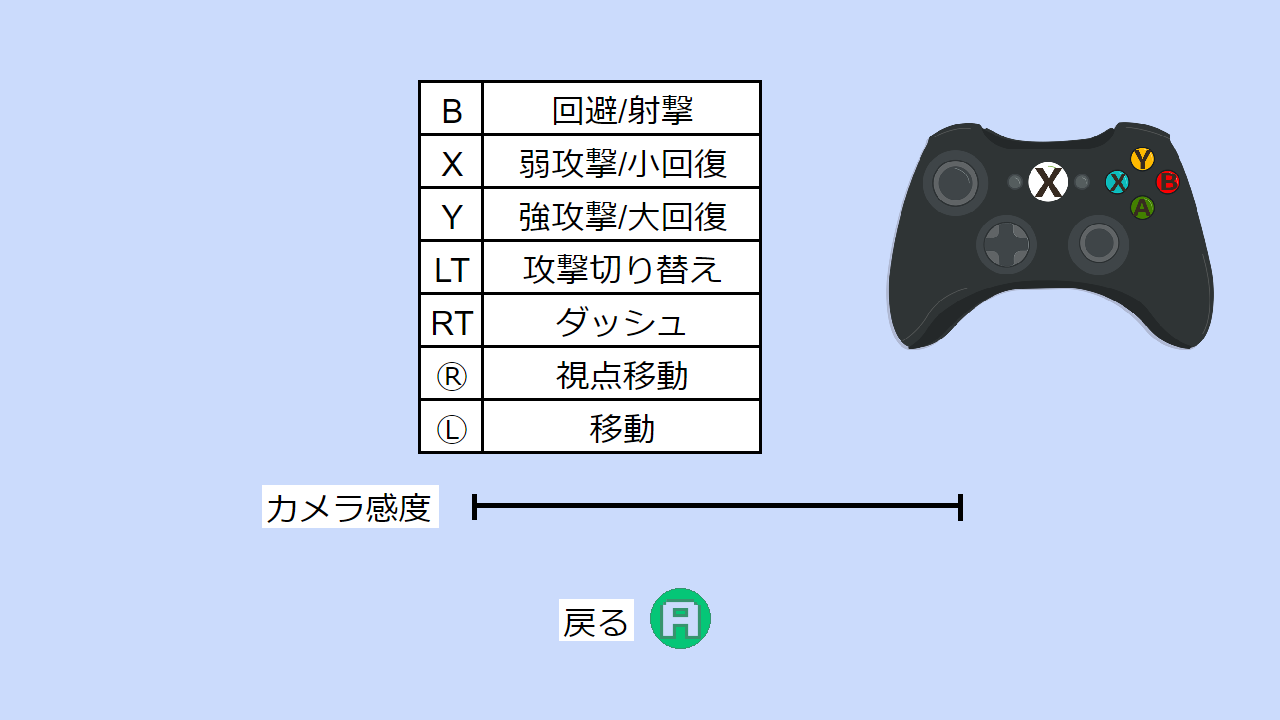 B 回避/射撃
X 弱攻撃/小回復
Y 強攻撃/大回復
LT 攻撃切り替え
RT ダッシュ
Ⓡ 視点移動
Ⓛ 移動
X
Y
X
B
A
カメラ感度
戻る A